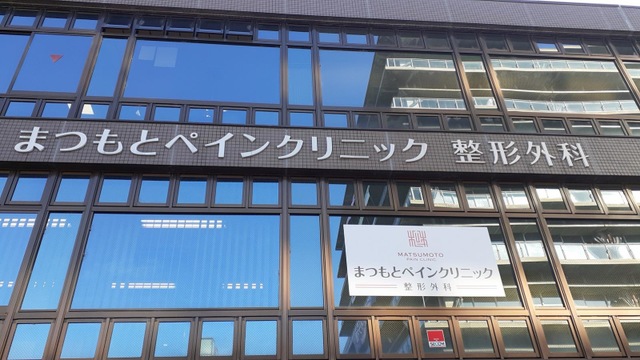 まつもとペインクリニック 整形外科
MATSUMOTO
PAIN CLINIC
まつもとペインクリニック
整形外科